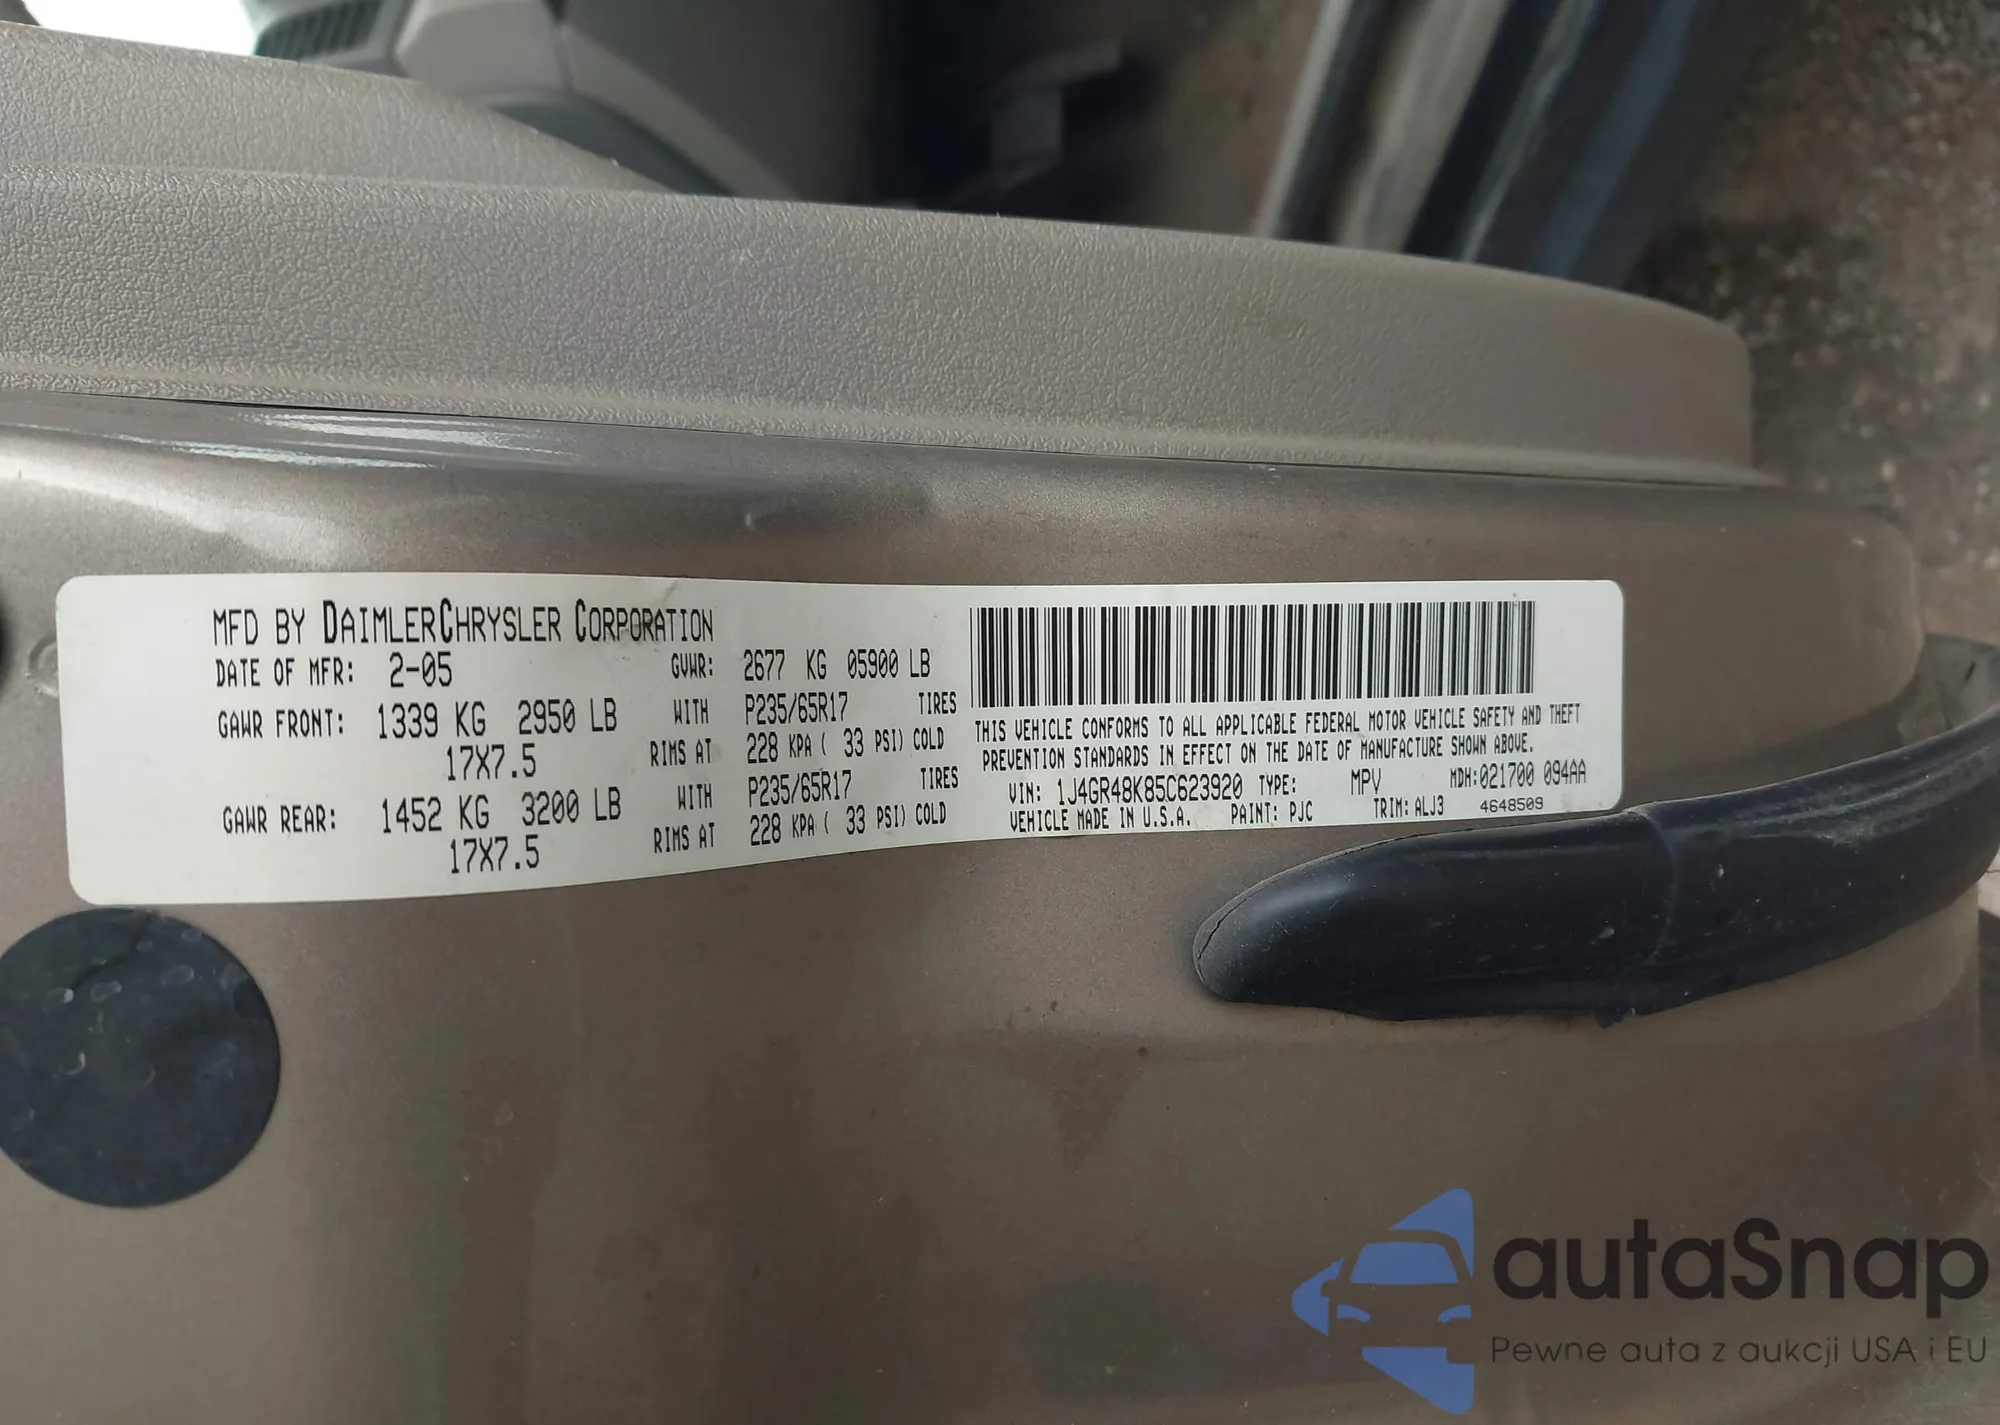 MFD BY DAIMLERCHRYSLER CORPORATION
DATE OF MFR: 2-05 GVWR: 2677 KG 05900 LB
GAWR FRONT: 1339 KG 2950 LB WITH P235/65R17 TIRES
17X7.5 RIMS AT 228 KPA ( 33 PSI) COLD
GAWR REAR: 1452 KG 3200 LB WITH P235/65R17 TIRES
17X7.5 RIMS AT 228 KPA ( 33 PSI) COLD
THIS VEHICLE CONFORMS TO ALL APPLICABLE FEDERAL MOTOR VEHICLE SAFETY AND THEFT
PREVENTION STANDARDS IN EFFECT ON THE DATE OF MANUFACTURE SHOWN ABOVE.
VIN: 1J4GR48K85C623920 TYPE: MPV MDH:021700 094AA
VEHICLE MADE IN U.S.A. PAINT: PJC TRIM: ALJ3 4648509
autaSnap
Pewne auta z aukcji USA i EU